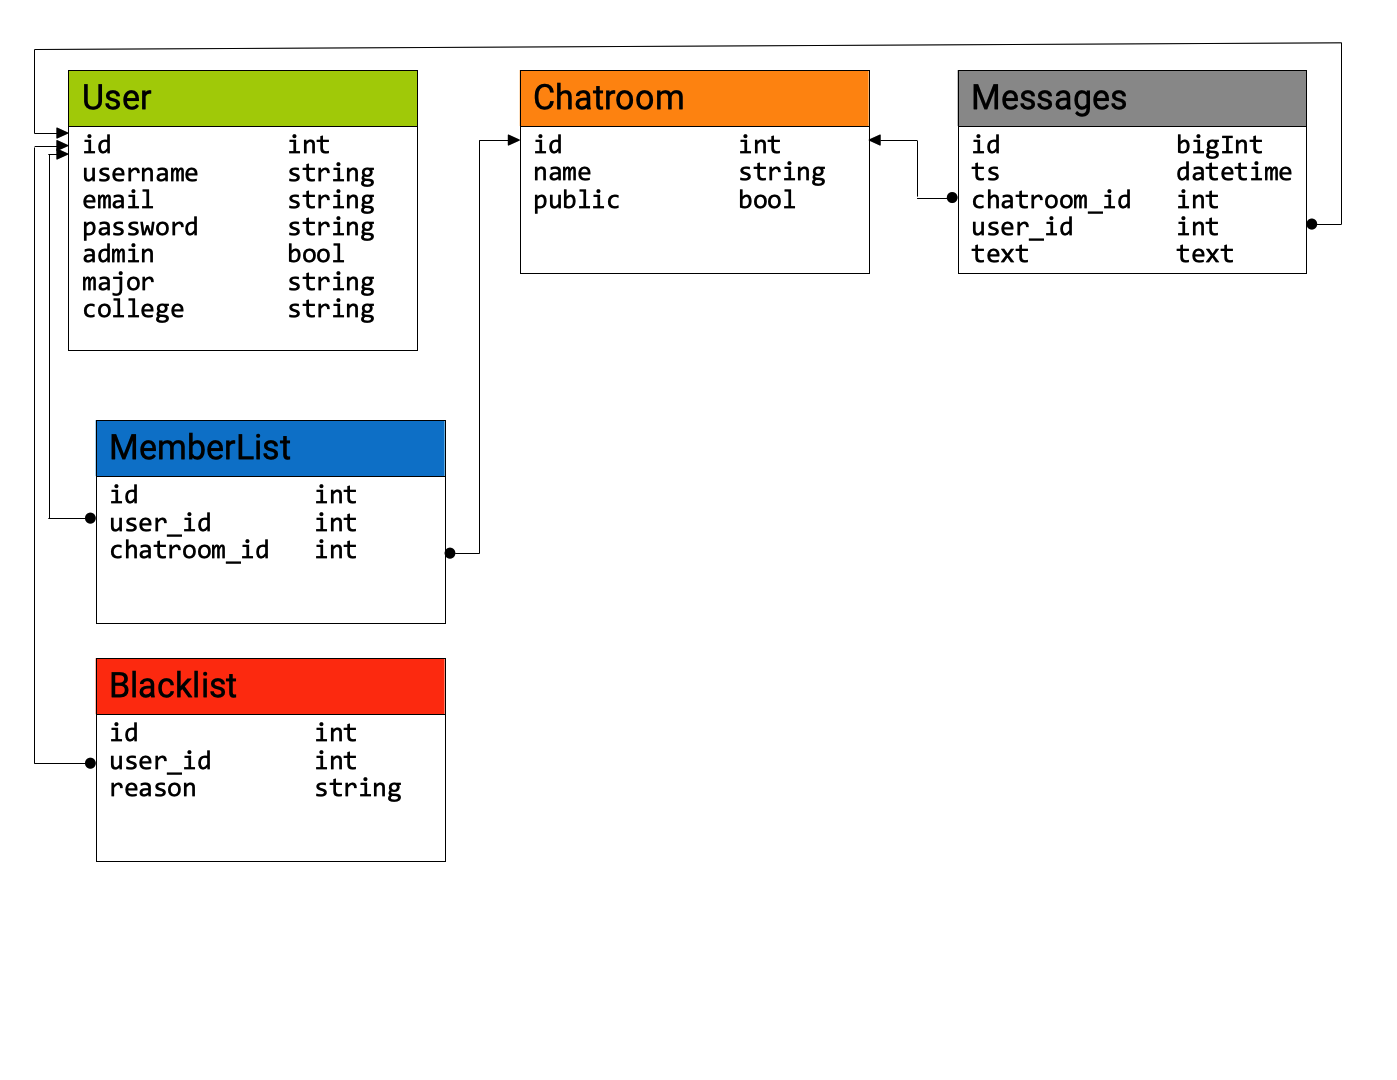 User
id int
username string
email string
password string
admin bool
major string
college string
Chatroom
id int
name string
public bool
Messages
id bigInt
ts datetime
chatroom_id int
user_id int
text text
MemberList
id int
user_id int
chatroom_id int
Blacklist
id int
user_id int
reason string